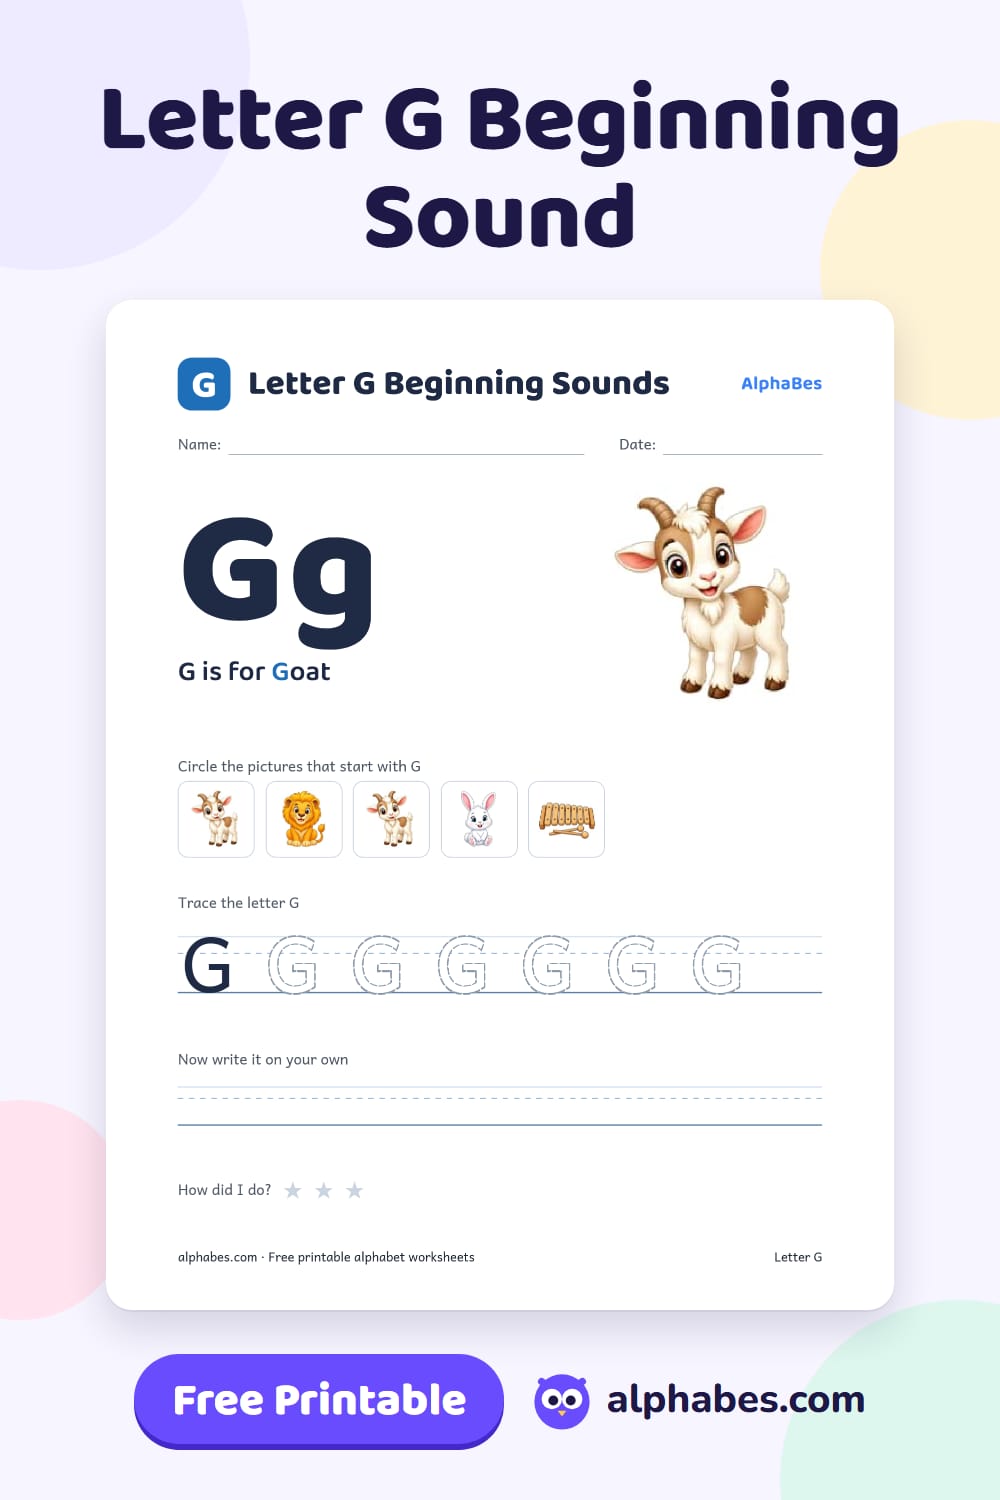 Letter G Beginning
Sound
G
Letter G Beginning Sounds
AlphaBes
Name:
Date:
Gg
G is for Goat
Circle the pictures that start with G
Trace the letter G
G G G G G G G
Now write it on your own
How did I do?
alphabes.com · Free printable alphabet worksheets
Letter G
Free Printable
alphabes.com